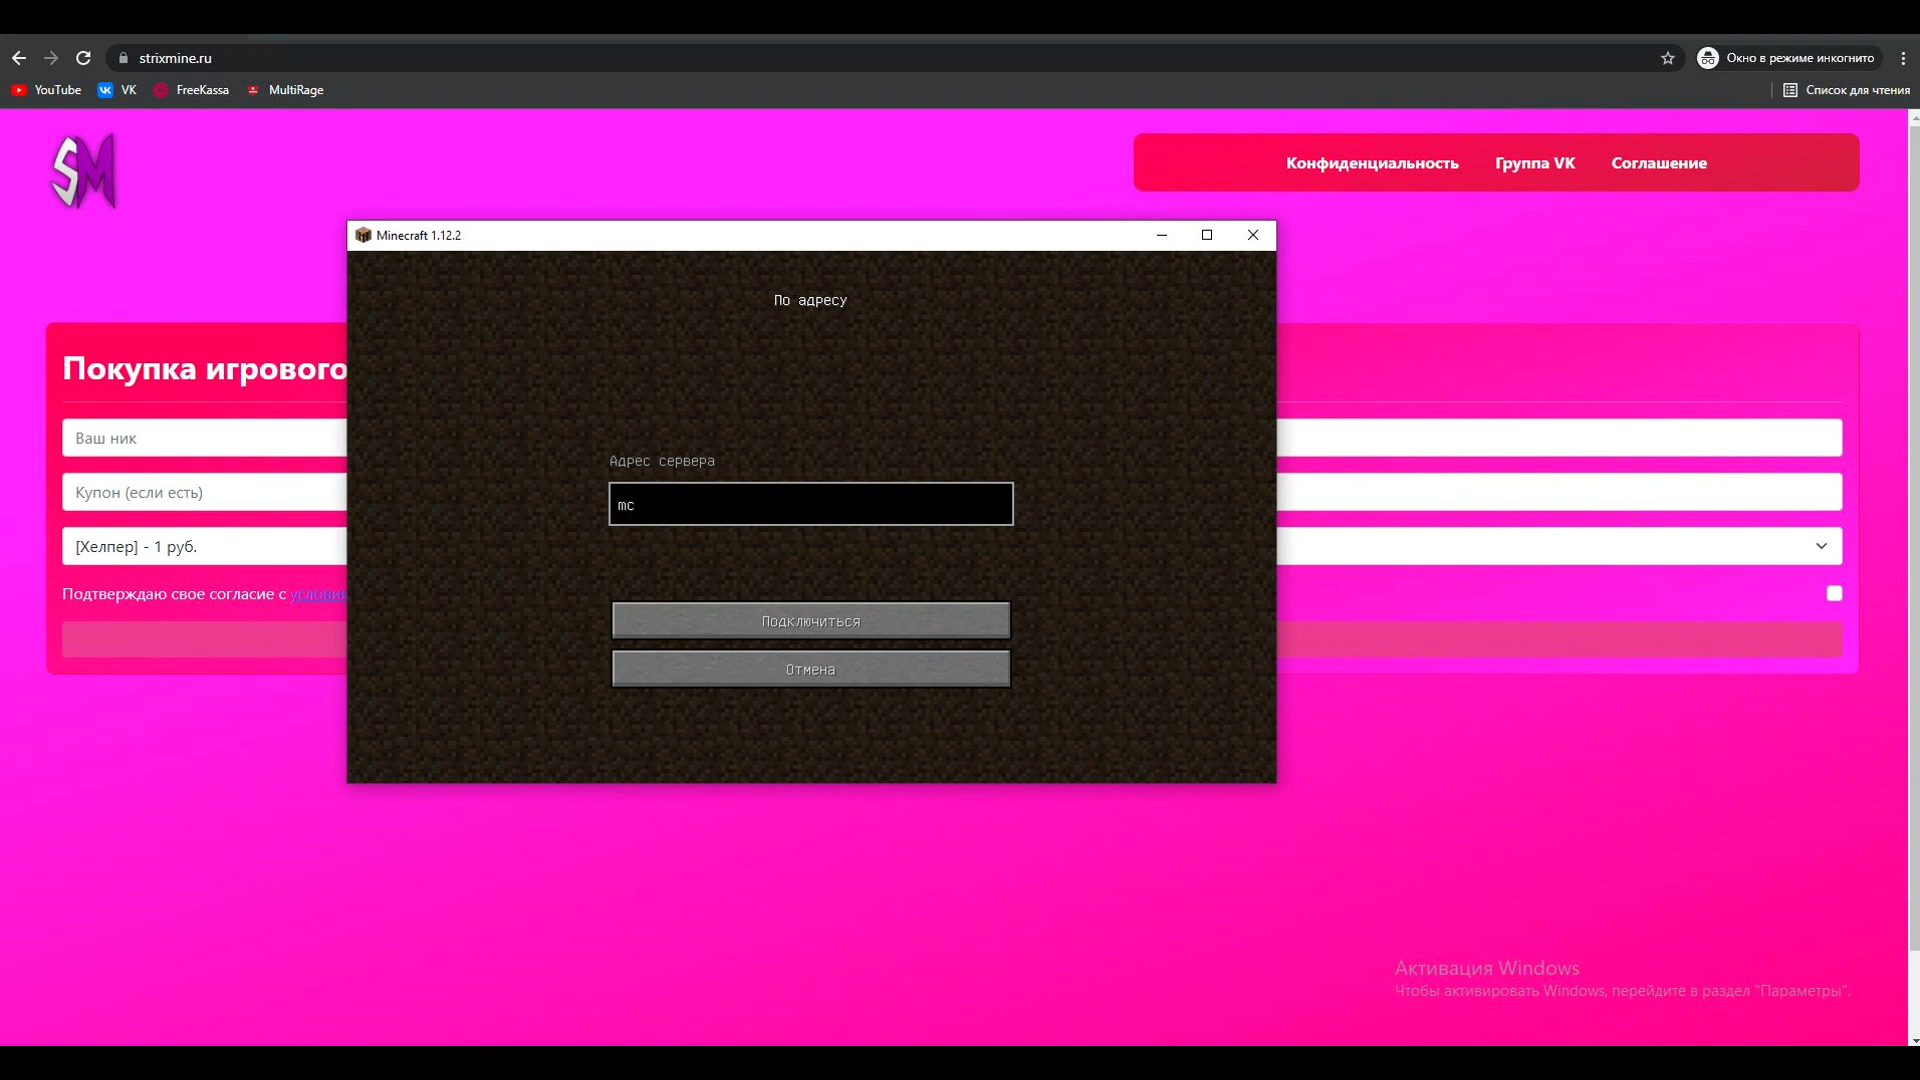 strixmine.ru
Окно в режиме инкогнито
YouTube
VK
FreeKassa
MultiRage
Список для чтения
SM
Конфиденциальность
Группа VK
Соглашение
Minecraft 1.12.2
По адресу
Покупка игрового
Ваш ник
Адрес сервера
Купон (если есть)
mc
[Хелпер] - 1 руб.
Подтверждаю свое согласие с условия
Подключиться
Отмена
Активация Windows
Чтобы активировать Windows, перейдите в раздел "Параметры".